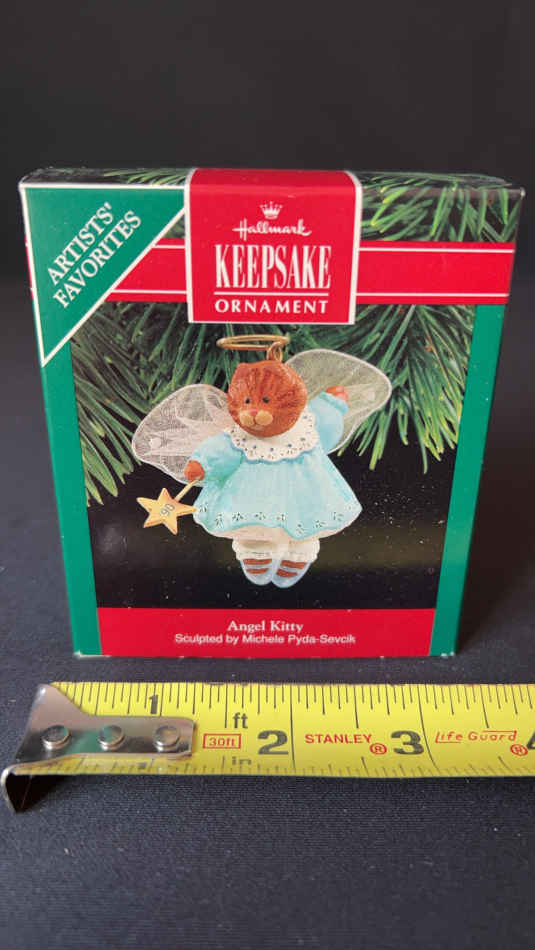 ARTISTS'
FAVORITES
Hallmark
KEEPSAKE
ORNAMENT
90
Angel Kitty
Sculpted by Michele Pyda-Sevcik
1 ft 30ft 2 STANLEY® 3 Life Guard®
in